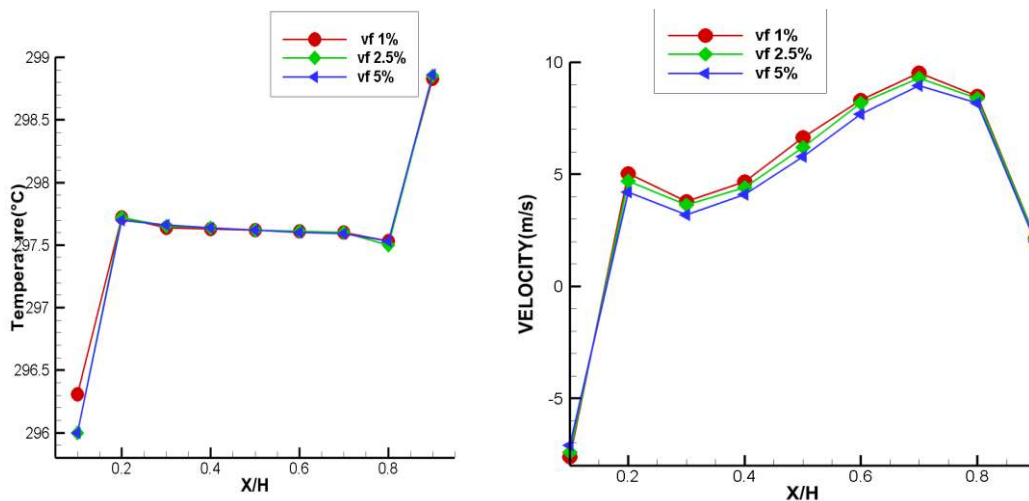 vf 1%
vf 2.5%
vf 5%
299
298.5
298
297.5
297
296.5
296
Temperature(°C)
0.2
0.4
0.6
0.8
X/H
vf 1%
vf 2.5%
vf 5%
10
5
0
-5
VELOCITY(m/s)
0.2
0.4
0.6
0.8
X/H